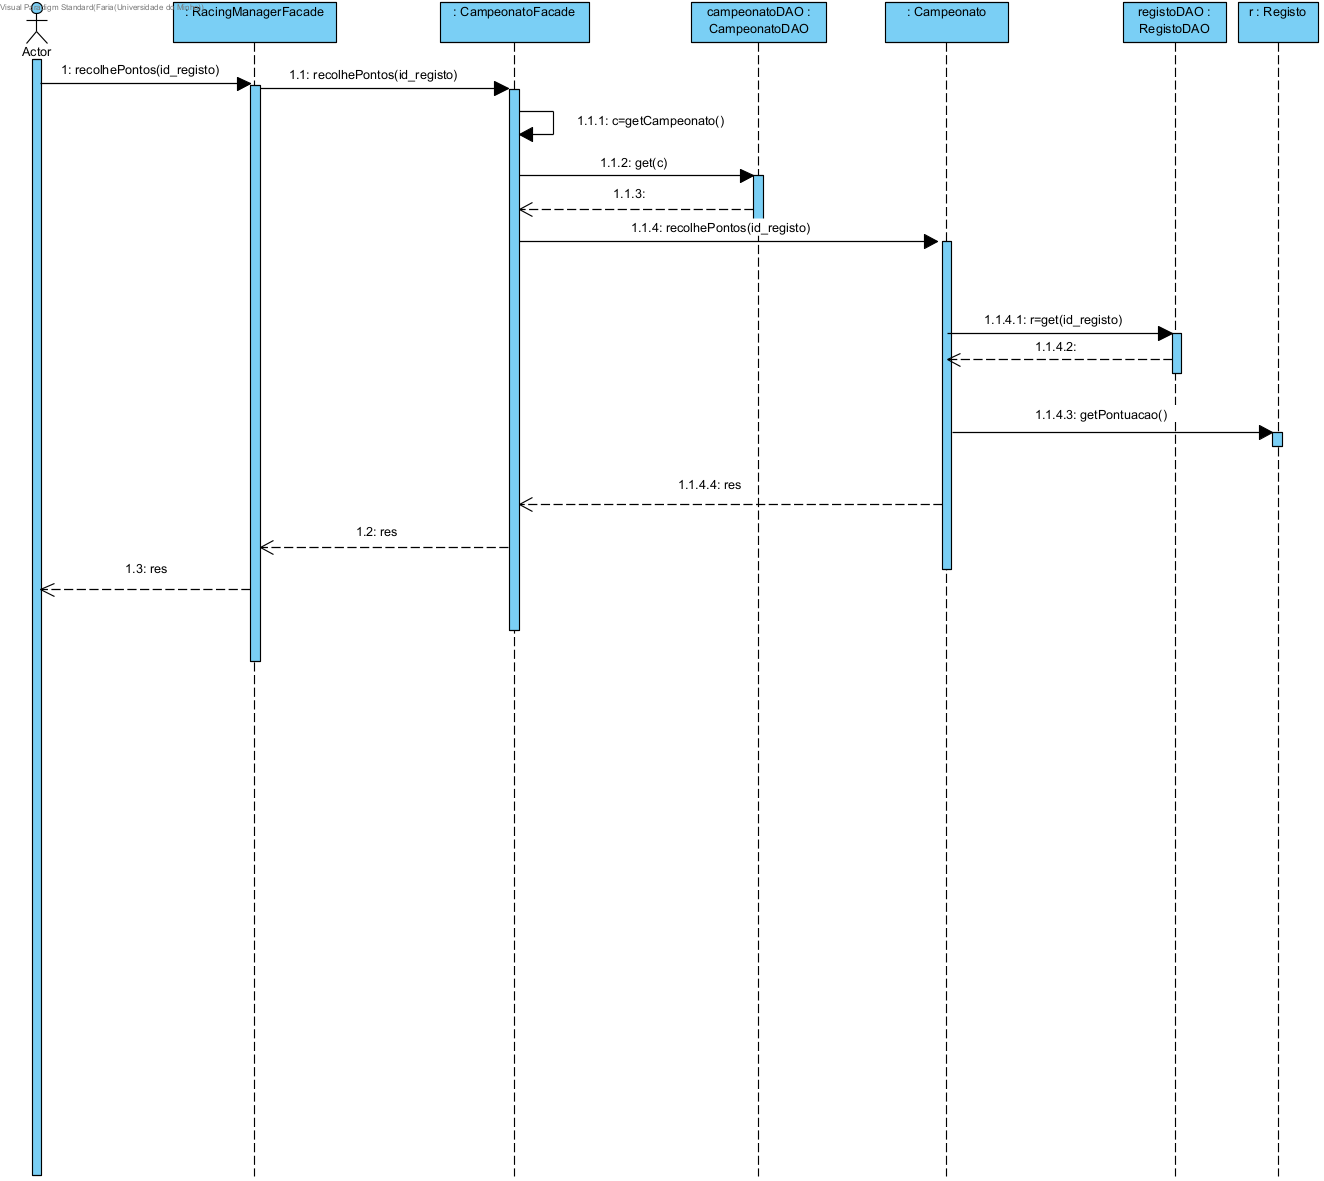 Visual Paradigm Standard(Faria(Universidade do Minho))
Actor
: RacingManagerFacade
: CampeonatoFacade
campeonatoDAO :
CampeonatoDAO
: Campeonato
registoDAO :
RegistoDAO
r : Registo
1: recolhePontos(id_registo)
1.1: recolhePontos(id_registo)
1.1.1: c=getCampeonato()
1.1.2: get(c)
1.1.3:
1.1.4: recolhePontos(id_registo)
1.1.4.1: r=get(id_registo)
1.1.4.2:
1.1.4.3: getPontuacao()
1.1.4.4: res
1.2: res
1.3: res